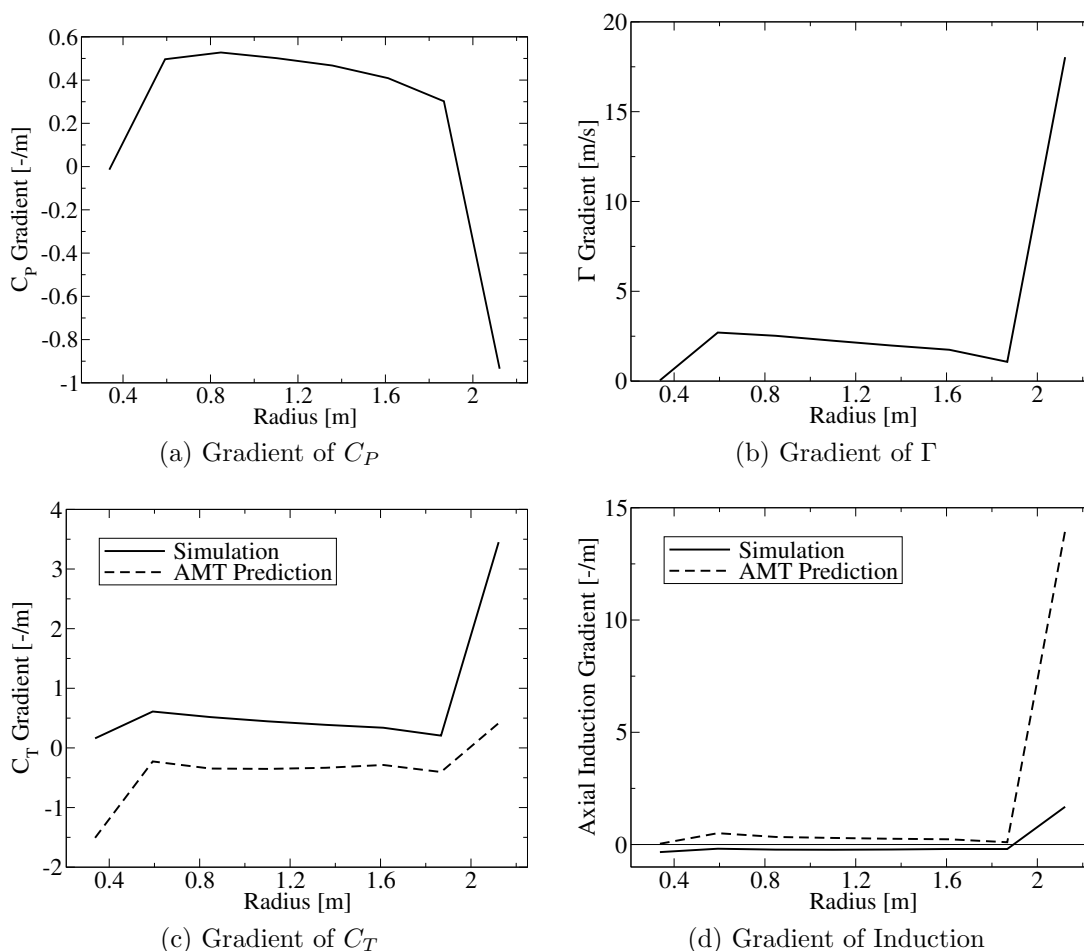 0.6
0.4
0.2
0
-0.2
-0.4
-0.6
-0.8
-1
C_P Gradient [-/m]
0.4 0.8 1.2 1.6 2
Radius [m]
(a) Gradient of C_P
20
15
10
5
0
Γ Gradient [m/s]
0.4 0.8 1.2 1.6 2
Radius [m]
(b) Gradient of Γ
4
3
2
1
0
-1
-2
C_T Gradient [-/m]
Simulation
AMT Prediction
0.4 0.8 1.2 1.6 2
Radius [m]
(c) Gradient of C_T
15
10
5
0
Axial Induction Gradient [-/m]
Simulation
AMT Prediction
0.4 0.8 1.2 1.6 2
Radius [m]
(d) Gradient of Induction